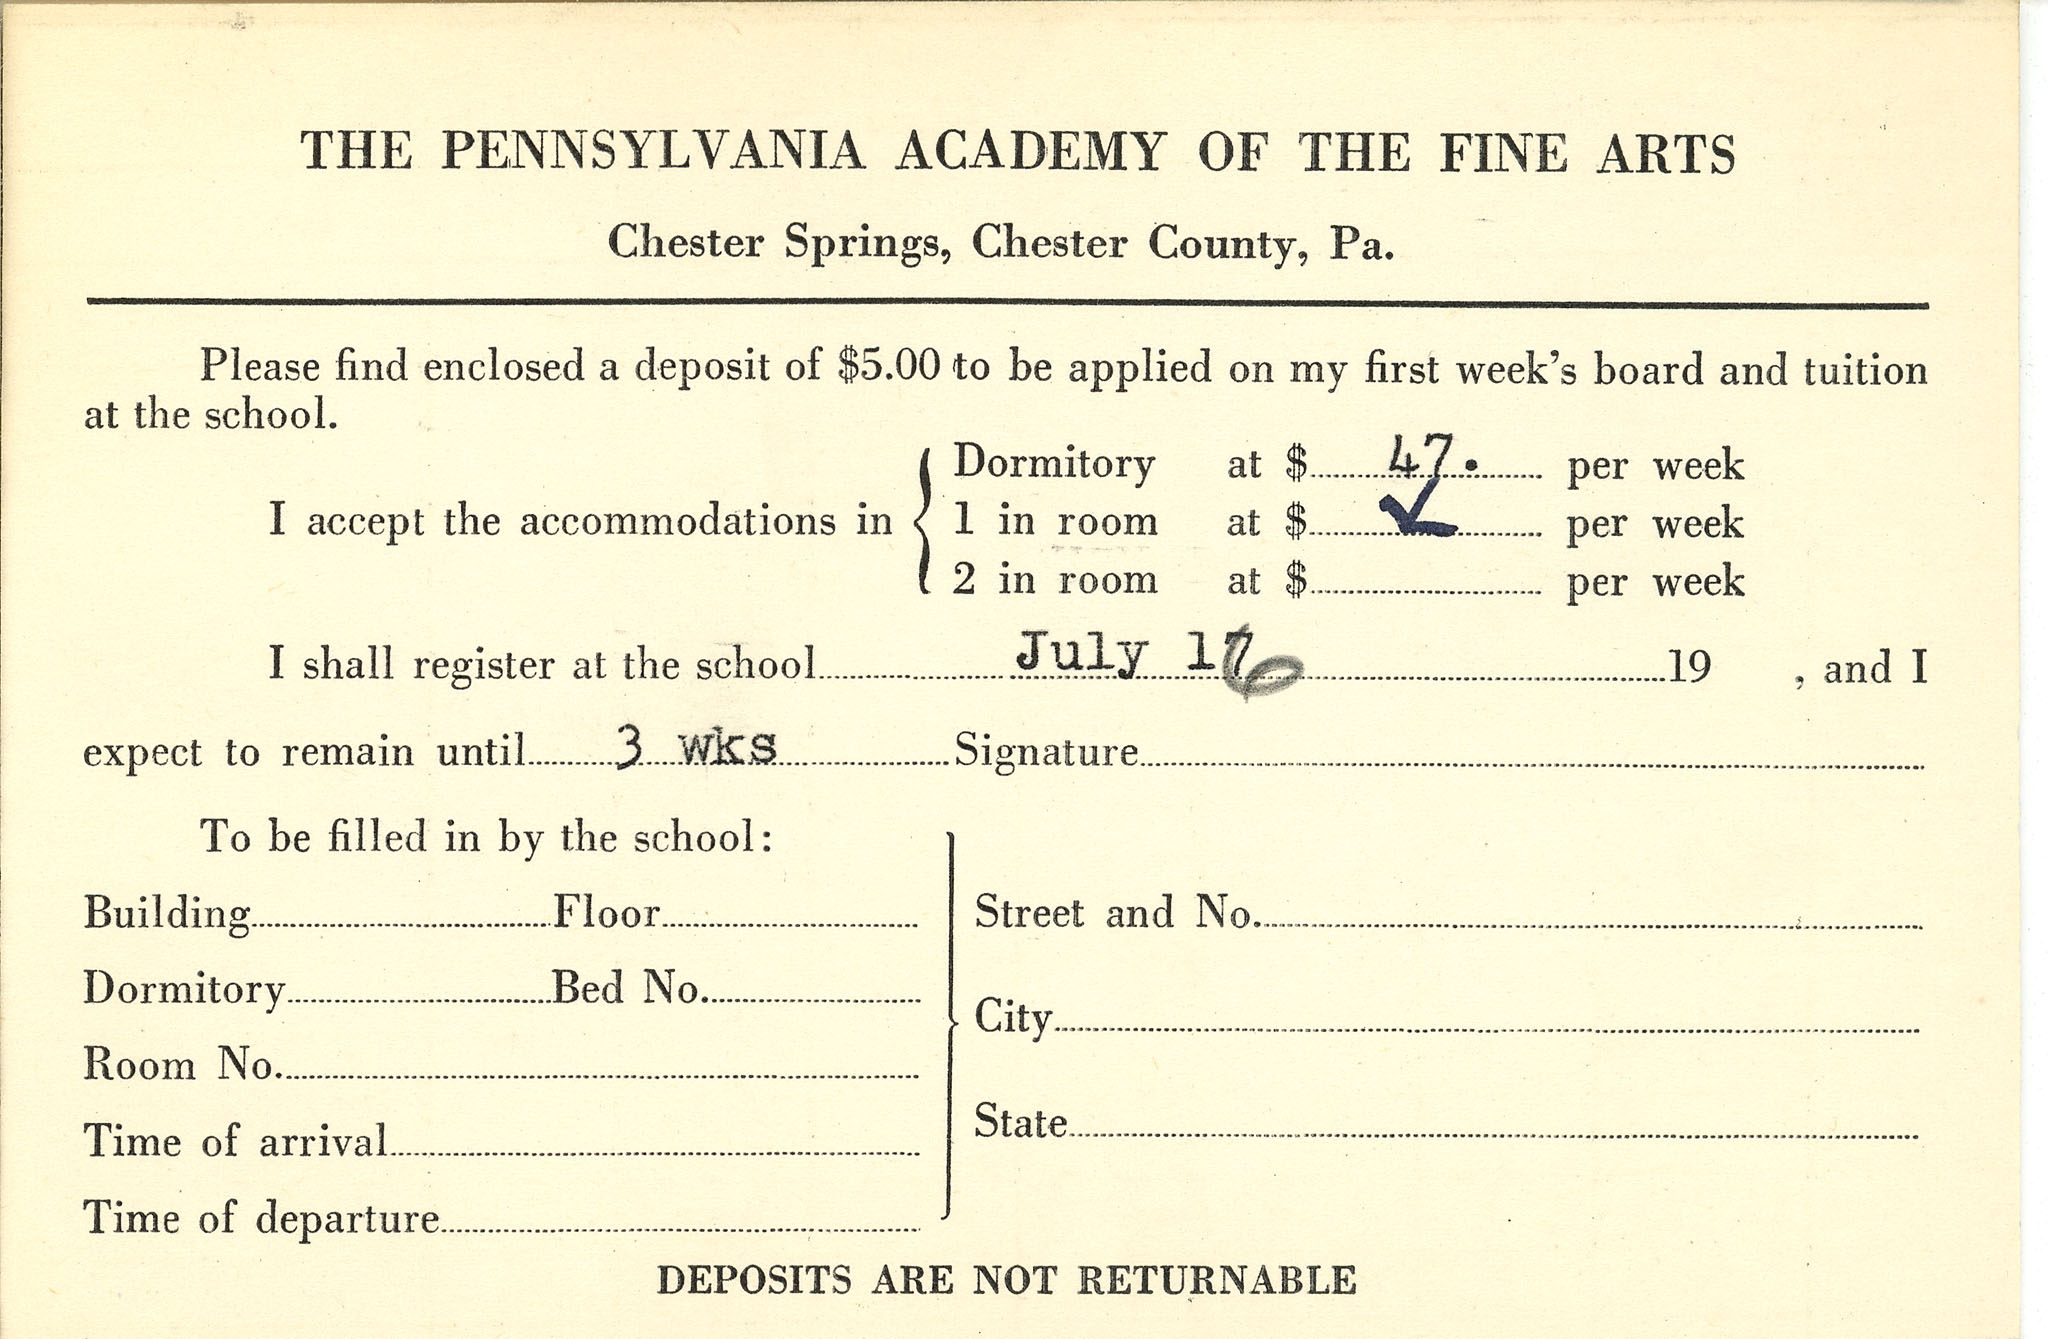 THE PENNSYLVANIA ACADEMY OF THE FINE ARTS
Chester Springs, Chester County, Pa.
Please find enclosed a deposit of $5.00 to be applied on my first week's board and tuition
at the school.
I accept the accommodations in
Dormitory at $ 47. per week
1 in room at $ ✓ per week
2 in room at $ per week
I shall register at the school July 16 19 , and I
expect to remain until 3 wks Signature
To be filled in by the school:
Building Floor
Dormitory Bed No.
Room No.
Time of arrival
Time of departure
Street and No.
City
State
DEPOSITS ARE NOT RETURNABLE